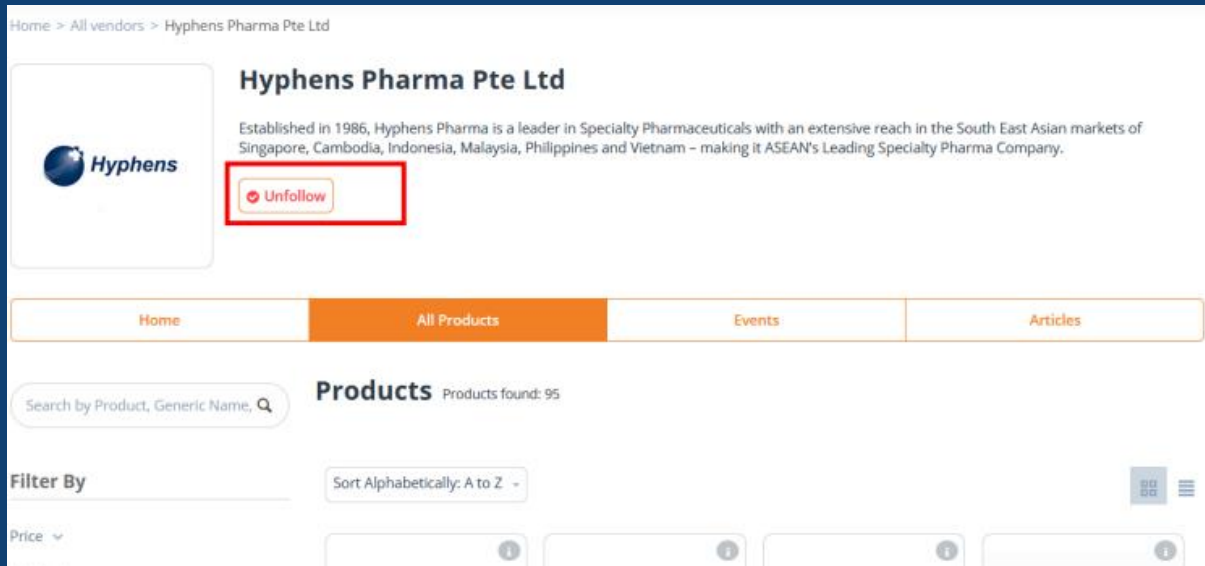 Home > All vendors > Hyphens Pharma Pte Ltd
Hyphens Pharma Pte Ltd
Established in 1986, Hyphens Pharma is a leader in Specialty Pharmaceuticals with an extensive reach in the South East Asian markets of
Singapore, Cambodia, Indonesia, Malaysia, Philippines and Vietnam – making it ASEAN's Leading Specialty Pharma Company.
Hyphens
Unfollow
Home
All Products
Events
Articles
Search by Product, Generic Name,
Products Products found: 95
Filter By
Sort Alphabetically: A to Z
Price